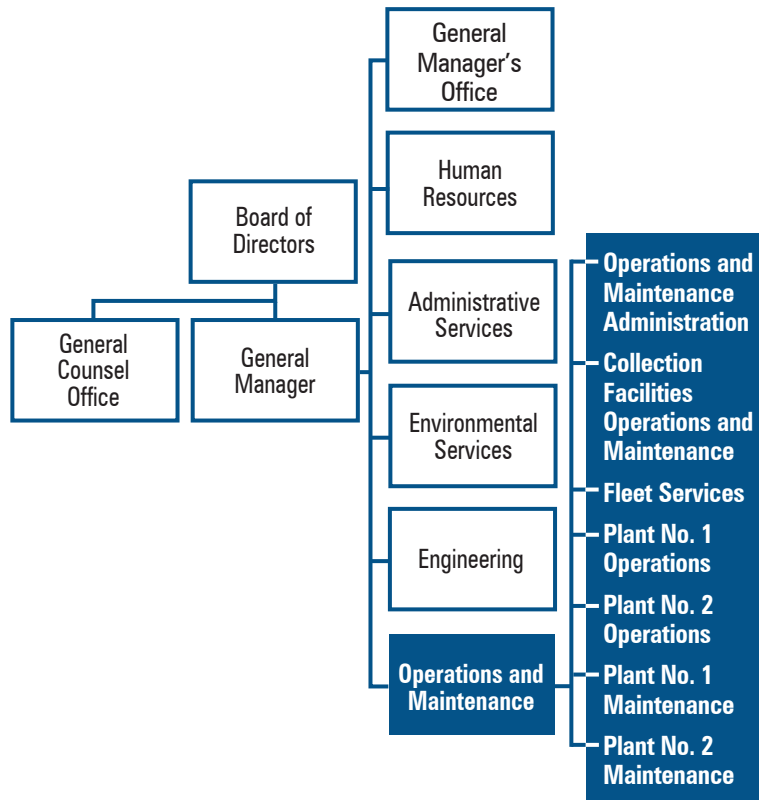 General
Manager's
Office
Human
Resources
Board of
Directors
Administrative
Services
General
Counsel
Office
General
Manager
Environmental
Services
Engineering
Operations and
Maintenance
Operations and
Maintenance
Administration
Collection
Facilities
Operations and
Maintenance
Fleet Services
Plant No. 1
Operations
Plant No. 2
Operations
Plant No. 1
Maintenance
Plant No. 2
Maintenance